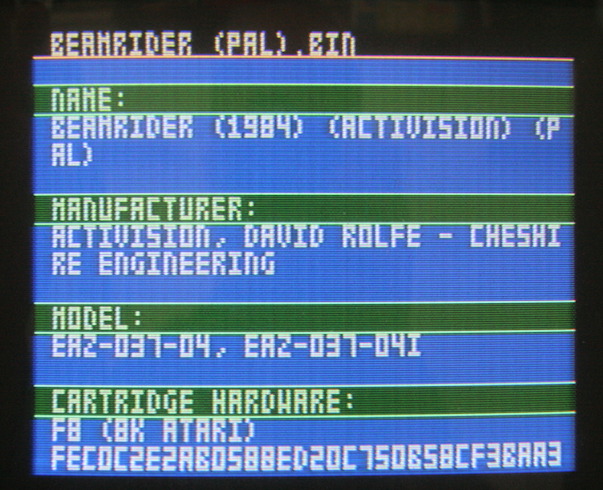 BEAMRIDER (PAL).BIN
NAME:
BEAMRIDER (1984) (ACTIVISION) (P
AL)
MANUFACTURER:
ACTIVISION, DAVID ROLFE - CHESHI
RE ENGINEERING
MODEL:
EAZ-037-04, EAZ-037-04I
CARTRIDGE HARDWARE:
F8 (8K ATARI)
FEC0C2E2AB0588ED20C750B58CF3BAA3